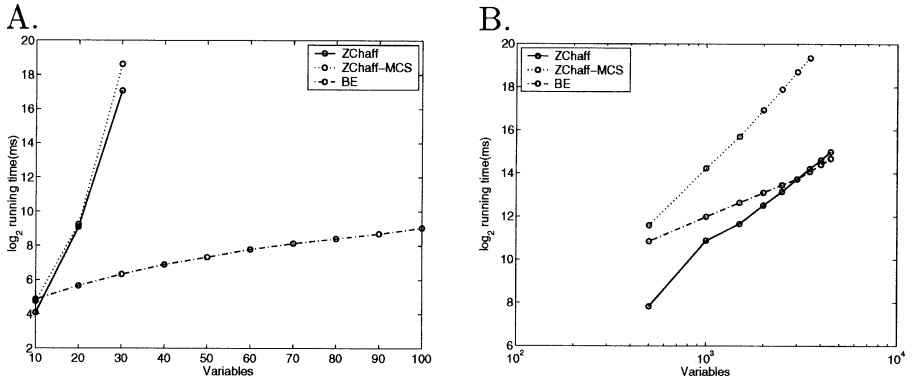 A.
20
18
16
14
12
10
8
6
4
2
log2 running time(ms)
10 20 30 40 50 60 70 80 90 100
Variables
ZChaff
ZChaff−MCS
BE
B.
20
18
16
14
12
10
8
6
log2 running time(ms)
10^2 10^3 10^4
Variables
ZChaff
ZChaff−MCS
BE